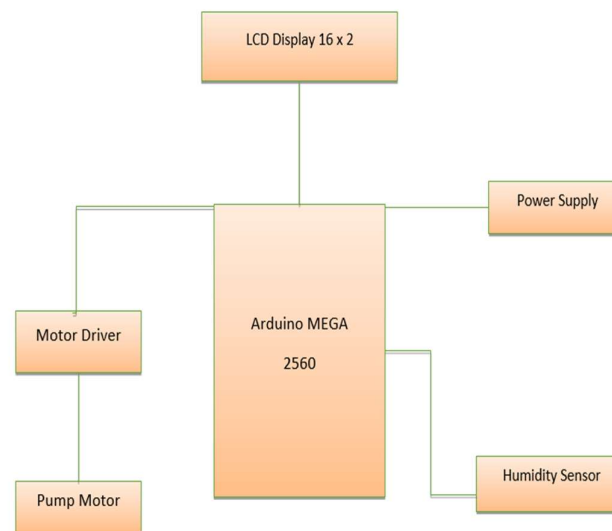 LCD Display 16 x 2
Power Supply
Arduino MEGA
2560
Motor Driver
Humidity Sensor
Pump Motor